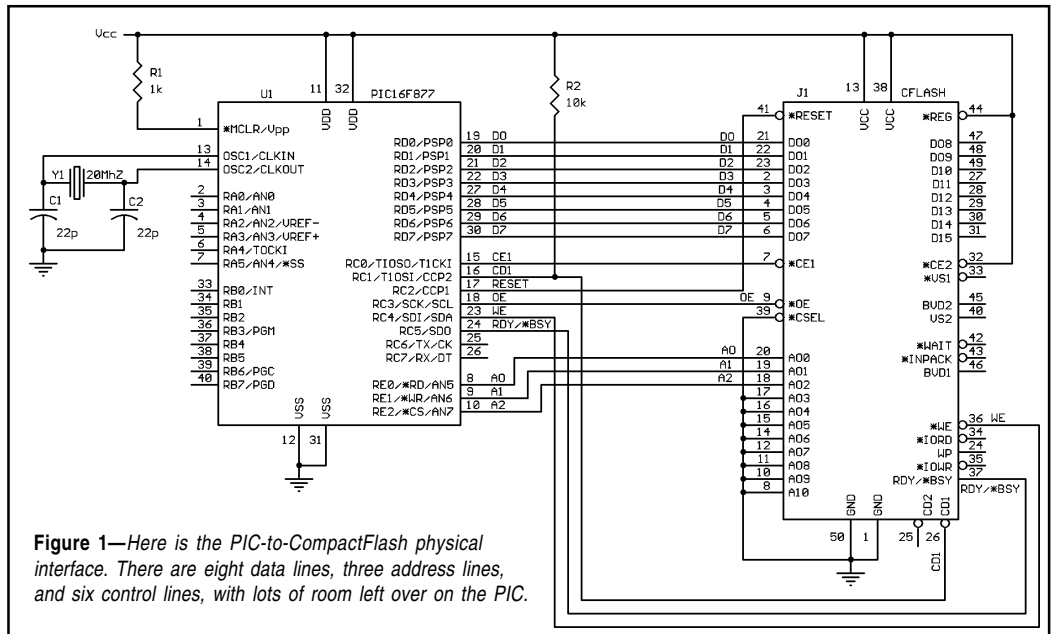 Vcc
R1
1k
R2
10k
U1
PIC16F877
11
32
VDD
VDD
1
*MCLR/Vpp
13
OSC1/CLKIN
14
OSC2/CLKOUT
Y1
20MhZ
C1
22p
C2
22p
2
RA0/AN0
3
RA1/AN1
4
RA2/AN2/VREF-
5
RA3/AN3/VREF+
6
RA4/TOCKI
7
RA5/AN4/*SS
33
RB0/INT
34
RB1
35
RB2
36
RB3/PGM
37
RB4
38
RB5
39
RB6/PGC
40
RB7/PGD
RD0/PSP0
19
D0
RD1/PSP1
20
D1
RD2/PSP2
21
D2
RD3/PSP3
22
D3
RD4/PSP4
27
D4
RD5/PSP5
28
D5
RD6/PSP6
29
D6
RD7/PSP7
30
D7
RC0/TIOSO/T1CKI
15
CE1
RC1/T1OSI/CCP2
16
CD1
RC2/CCP1
17
RESET
RC3/SCK/SCL
18
OE
RC4/SDI/SDA
23
WE
RC5/SDO
24
RDY/*BSY
RC6/TX/CK
25
RC7/RX/DT
26
RE0/*RD/AN5
8
A0
RE1/*WR/AN6
9
A1
RE2/*CS/AN7
10
A2
VSS
VSS
12
31
J1
CFLASH
13
38
VCC
VCC
41
*RESET
D0
21
DO0
D1
22
DO1
D2
23
DO2
D3
2
DO3
D4
3
DO4
D5
4
DO5
D6
5
DO6
D7
6
DO7
7
*CE1
OE
9
*OE
39
*CSEL
A0
20
A00
A1
19
A01
A2
18
A02
17
A03
16
A04
15
A05
14
A06
12
A07
11
A08
10
A09
8
A10
*REG
44
DO8
47
DO9
48
D10
49
D11
27
D12
28
D13
29
D14
30
D15
31
*CE2
32
*VS1
33
BVD2
45
VS2
40
*WAIT
42
*INPACK
43
BVD1
46
*WE
36
WE
*IORD
34
WP
24
*IOWR
35
RDY/*BSY
37
RDY/*BSY
GND
GND
CD2
CD1
50
1
25
26
CD1
Figure 1—Here is the PIC-to-CompactFlash physical
interface. There are eight data lines, three address lines,
and six control lines, with lots of room left over on the PIC.